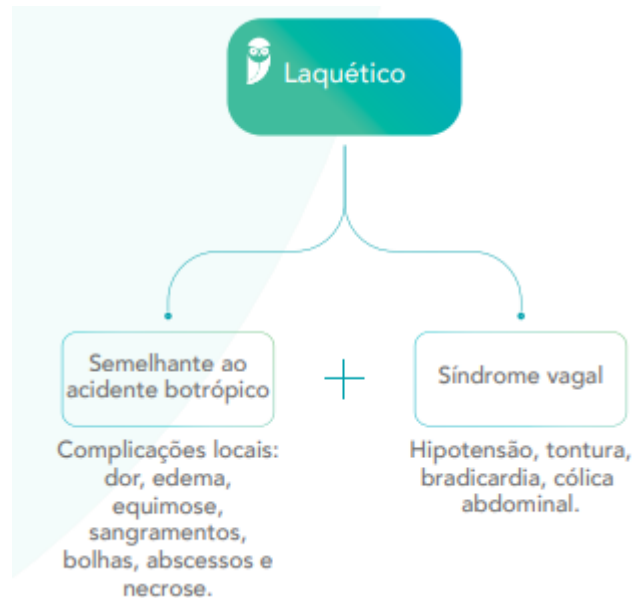 Laquético
Semelhante ao
acidente botrópico
Complicações locais:
dor, edema,
equimose,
sangramentos,
bolhas, abscessos e
necrose.
+
Síndrome vagal
Hipotensão, tontura,
bradicardia, cólica
abdominal.